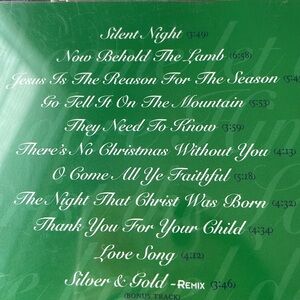 Silent Night (3:49)
Now Behold The Lamb (6:58)
Jesus Is The Reason For The Season (5:4
Go Tell It On The Mountain (5:53)
They Need To Know (3:59)
There's No Christmas Without You (4:13)
O Come All Ye Faithful (5:18)
The Night That Christ Was Born (4:32)
Thank You For Your Child (4:34)
Love Song (4:12)
Silver & Gold - REMIX (3:46)
(BONUS TRACK)